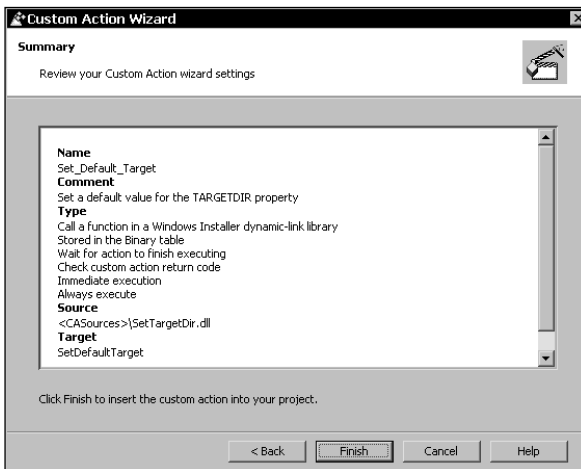 Custom Action Wizard
Summary
Review your Custom Action wizard settings
Name
Set_Default_Target
Comment
Set a default value for the TARGETDIR property
Type
Call a function in a Windows Installer dynamic-link library
Stored in the Binary table
Wait for action to finish executing
Check custom action return code
Immediate execution
Always execute
Source
<CASources>\SetTargetDir.dll
Target
SetDefaultTarget
Click Finish to insert the custom action into your project.
< Back
Finish
Cancel
Help